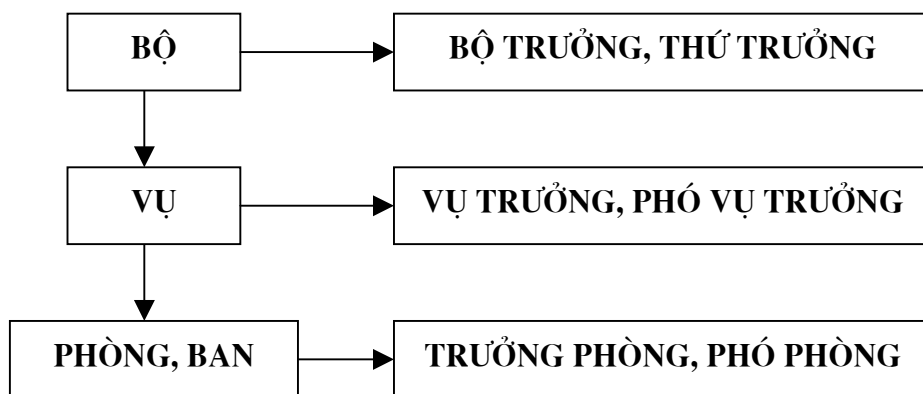 BỘ
BỘ TRƯỞNG, THỨ TRƯỞNG
VỤ
VỤ TRƯỞNG, PHÓ VỤ TRƯỞNG
PHÒNG, BAN
TRƯỞNG PHÒNG, PHÓ PHÒNG